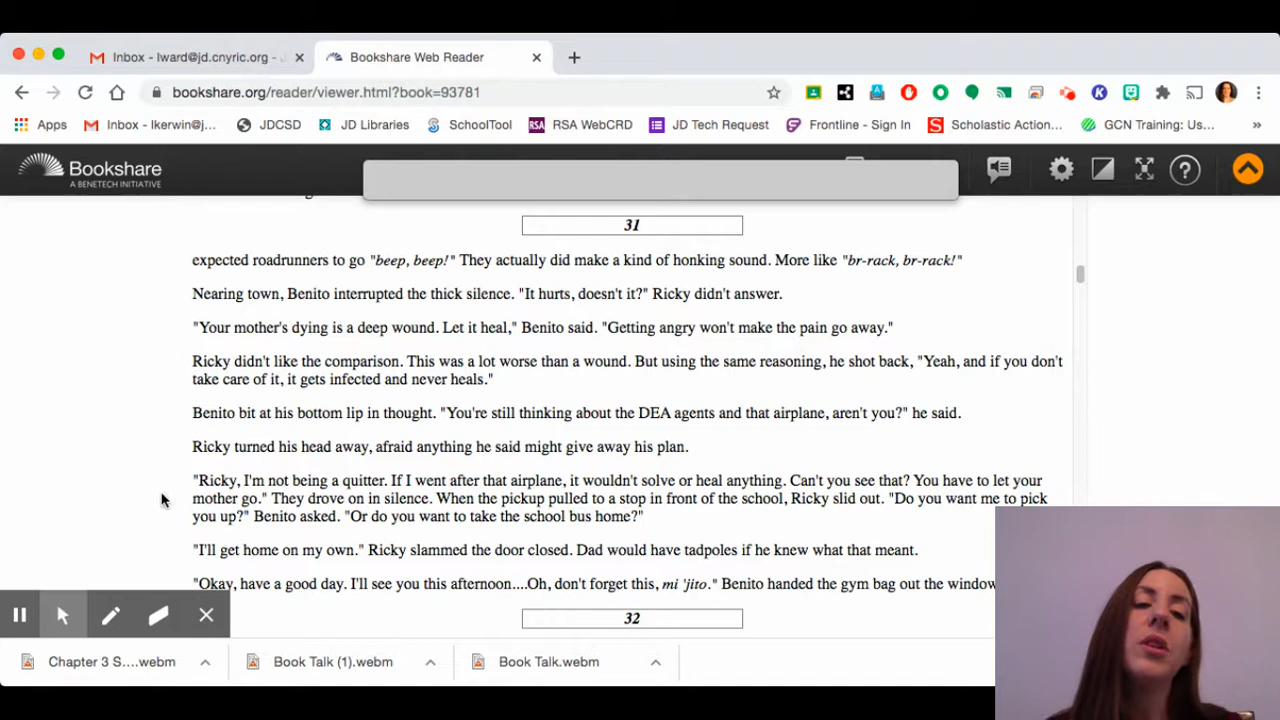 Inbox - lward@jd.cnyric.org - J
Bookshare Web Reader
bookshare.org/reader/viewer.html?book=93781
Apps
Inbox - lkerwin@j...
JDCSD
JD Libraries
SchoolTool
RSA
RSA WebCRD
JD Tech Request
Frontline - Sign In
S
Scholastic Action...
GCN Training: Us...
»
Bookshare
A BENETECH INITIATIVE
31
expected roadrunners to go "beep, beep!" They actually did make a kind of honking sound. More like "br-rack, br-rack!"
Nearing town, Benito interrupted the thick silence. "It hurts, doesn't it?" Ricky didn't answer.
"Your mother's dying is a deep wound. Let it heal," Benito said. "Getting angry won't make the pain go away."
Ricky didn't like the comparison. This was a lot worse than a wound. But using the same reasoning, he shot back, "Yeah, and if you don't
take care of it, it gets infected and never heals."
Benito bit at his bottom lip in thought. "You're still thinking about the DEA agents and that airplane, aren't you?" he said.
Ricky turned his head away, afraid anything he said might give away his plan.
"Ricky, I'm not being a quitter. If I went after that airplane, it wouldn't solve or heal anything. Can't you see that? You have to let your
mother go." They drove on in silence. When the pickup pulled to a stop in front of the school, Ricky slid out. "Do you want me to pick
you up?" Benito asked. "Or do you want to take the school bus home?"
"I'll get home on my own." Ricky slammed the door closed. Dad would have tadpoles if he knew what that meant.
"Okay, have a good day. I'll see you this afternoon....Oh, don't forget this, mi 'jito." Benito handed the gym bag out the window
32
Chapter 3 S....webm
Book Talk (1).webm
Book Talk.webm